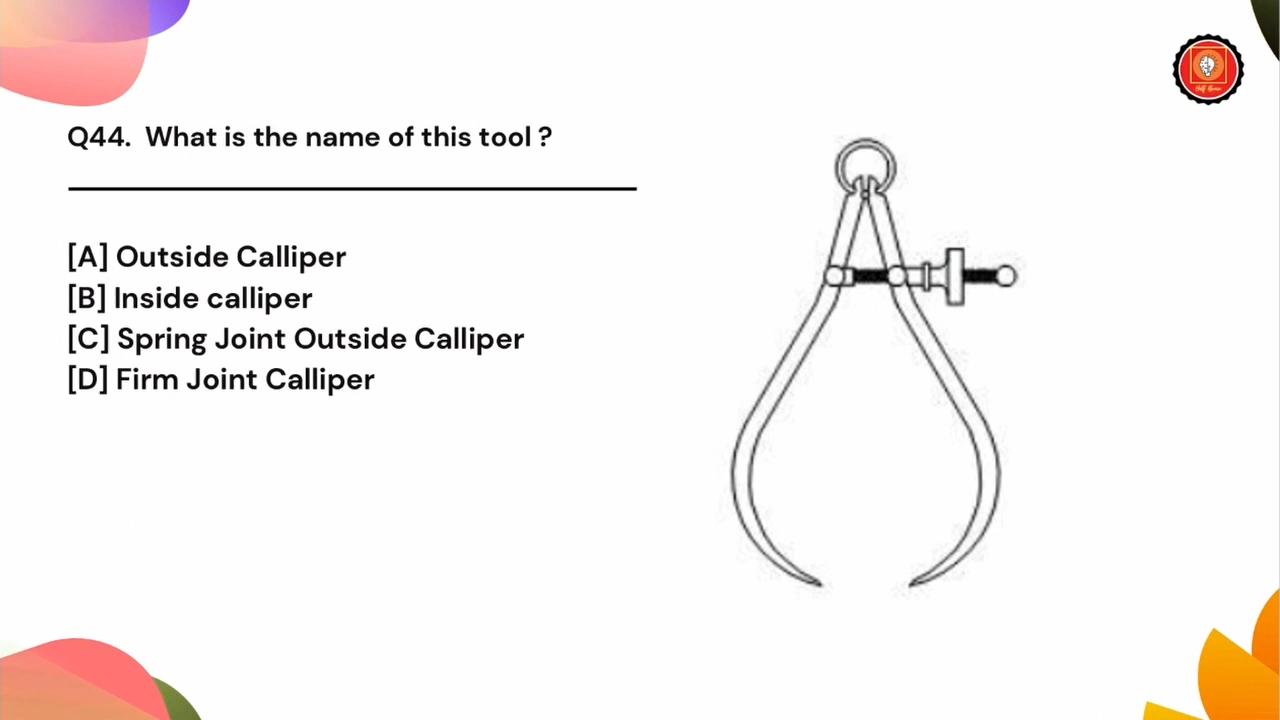 Q44. What is the name of this tool ?
[A] Outside Calliper
[B] Inside calliper
[C] Spring Joint Outside Calliper
[D] Firm Joint Calliper